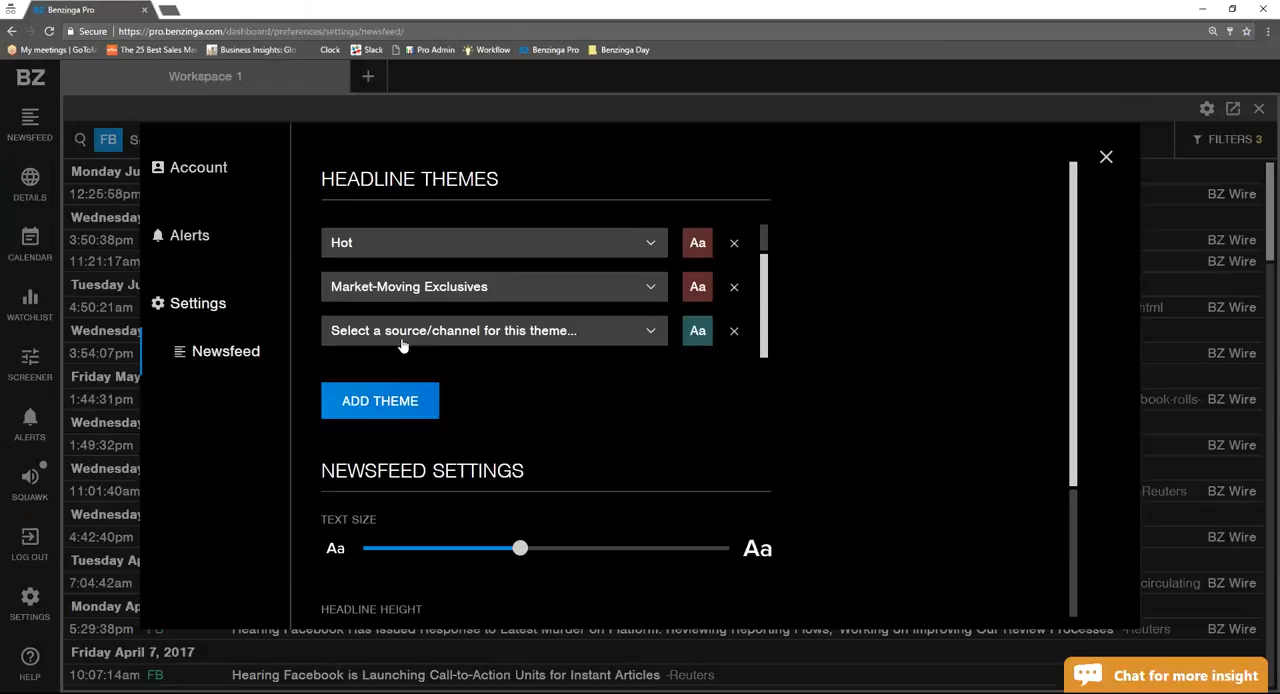 Benzinga Pro
Secure https://pro.benzinga.com/dashboard/preferences/settings/newsfeed/
My meetings | GoToM The 25 Best Sales Me Business Insights: Glo Clock Slack Pro Admin Workflow Benzinga Pro Benzinga Day
BZ Workspace 1 +
NEWSFEED
DETAILS
CALENDAR
WATCHLIST
SCREENER
ALERTS
SQUAWK
LOG OUT
SETTINGS
HELP
FB S FILTERS 3
Account
Alerts
Settings
Newsfeed
HEADLINE THEMES
Hot Aa
Market-Moving Exclusives Aa
Select a source/channel for this theme... Aa
ADD THEME
NEWSFEED SETTINGS
TEXT SIZE
Aa Aa
HEADLINE HEIGHT
Monday Ju
12:25:58pm BZ Wire
Wednesday
3:50:38pm BZ Wire
11:21:17am BZ Wire
Tuesday Ju
4:50:21am html BZ Wire
Wednesday
3:54:07pm BZ Wire
Friday May
1:44:31pm book-rolls- BZ Wire
Wednesday
1:49:32pm BZ Wire
Wednesday
11:01:40am Reuters BZ Wire
Wednesday
4:42:40pm BZ Wire
Tuesday Ap
7:04:42am circulating BZ Wire
Monday Ap
5:29:38pm FB Hearing Facebook Has Issued Response to Latest Murder on Platform: Reviewing Reporting Flows, Working on Improving Our Review Processes -Reuters BZ Wire
Friday April 7, 2017
10:07:14am FB Hearing Facebook is Launching Call-to-Action Units for Instant Articles -Reuters
Chat for more insight